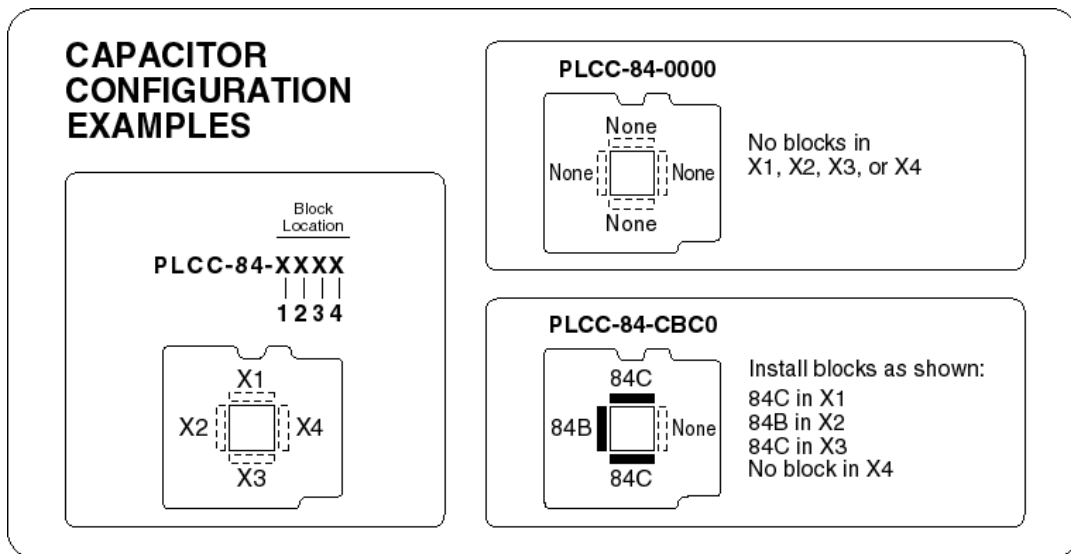 CAPACITOR
CONFIGURATION
EXAMPLES
Block
Location
PLCC-84-XXXX
1 2 3 4
X1
X2
X4
X3
PLCC-84-0000
None
None
None
None
No blocks in
X1, X2, X3, or X4
PLCC-84-CBC0
84C
84B
None
84C
Install blocks as shown:
84C in X1
84B in X2
84C in X3
No block in X4